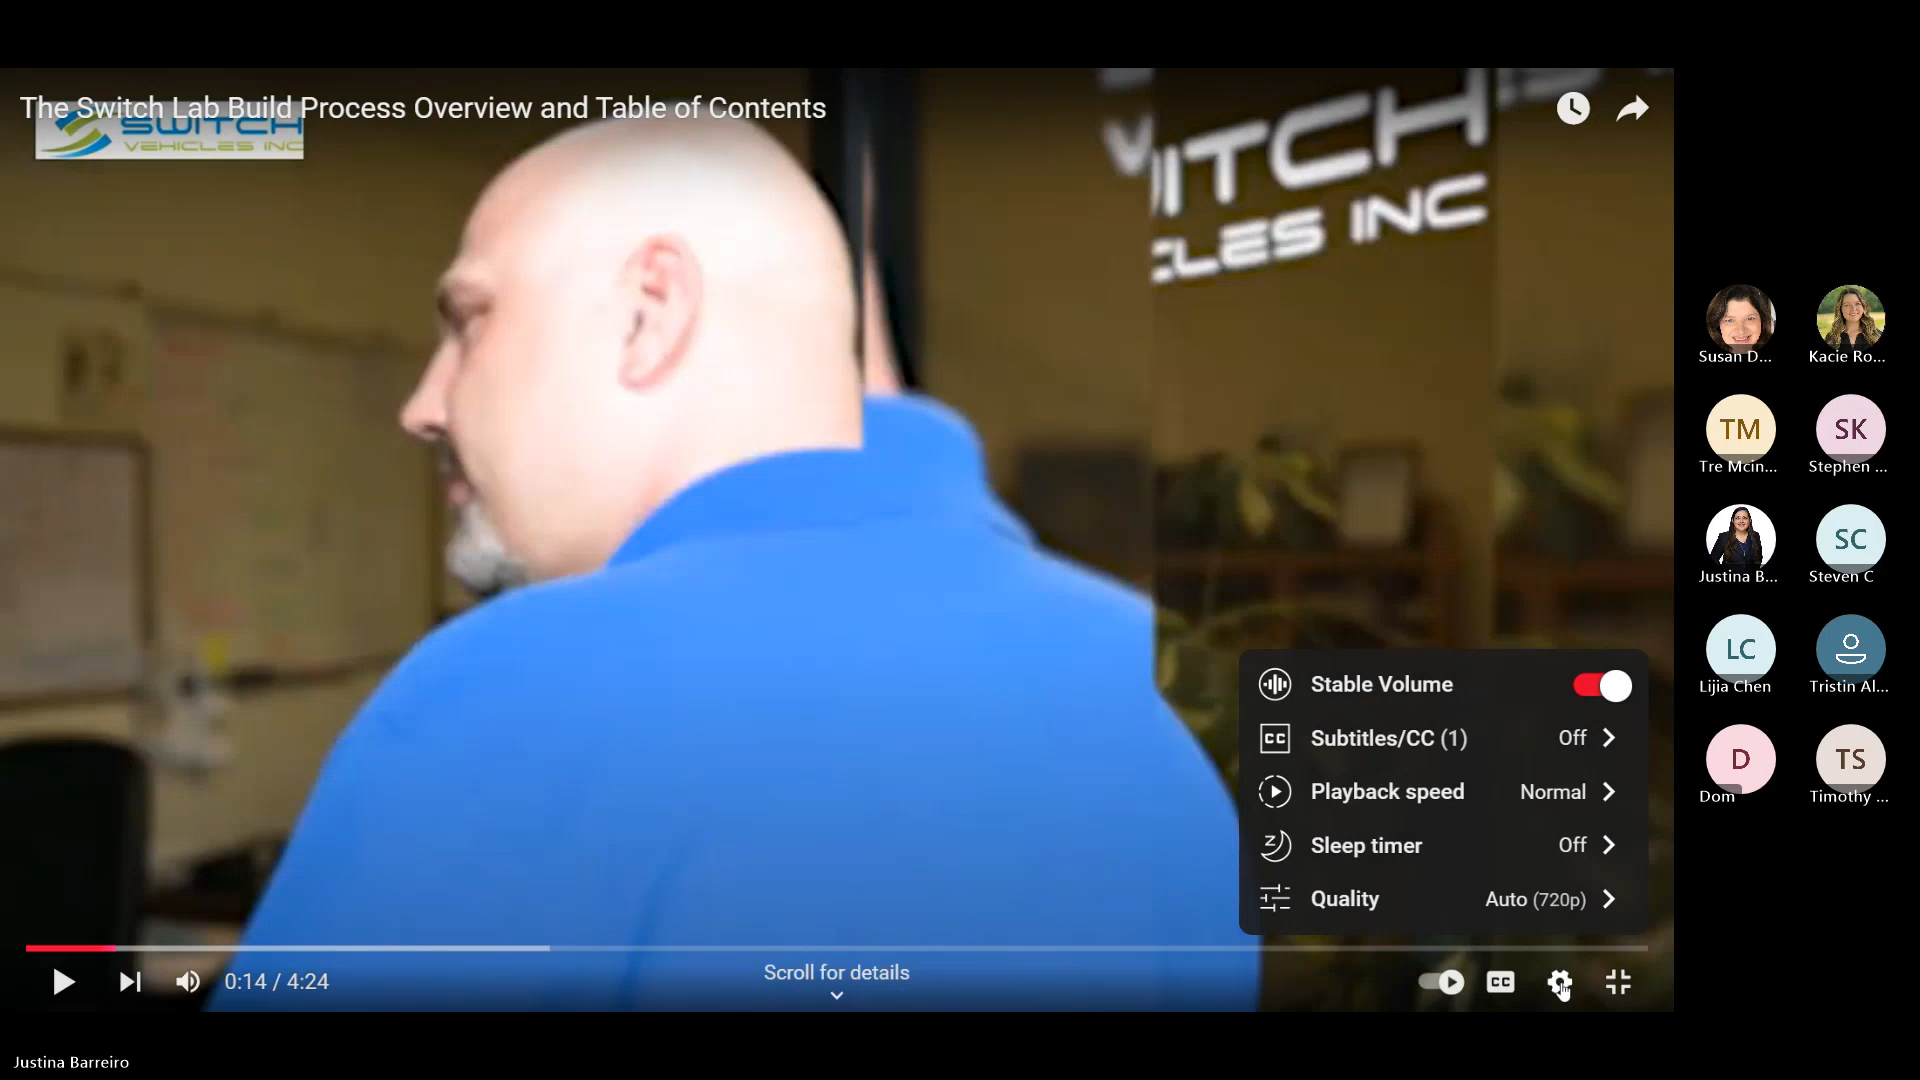 The Switch Lab Build Process Overview and Table of Contents
SWITCH
VEHICLES INC
ITCH
CLES INC
Susan D...
Kacie Ro...
TM
SK
Tre Mcin...
Stephen ...
SC
Justina B...
Steven C
LC
Lijia Chen
Tristin Al...
D
TS
Dom
Timothy ...
Stable Volume
CC Subtitles/CC (1) Off
Playback speed Normal
Sleep timer Off
Quality Auto (720p)
0:14 / 4:24
Scroll for details
CC
Justina Barreiro